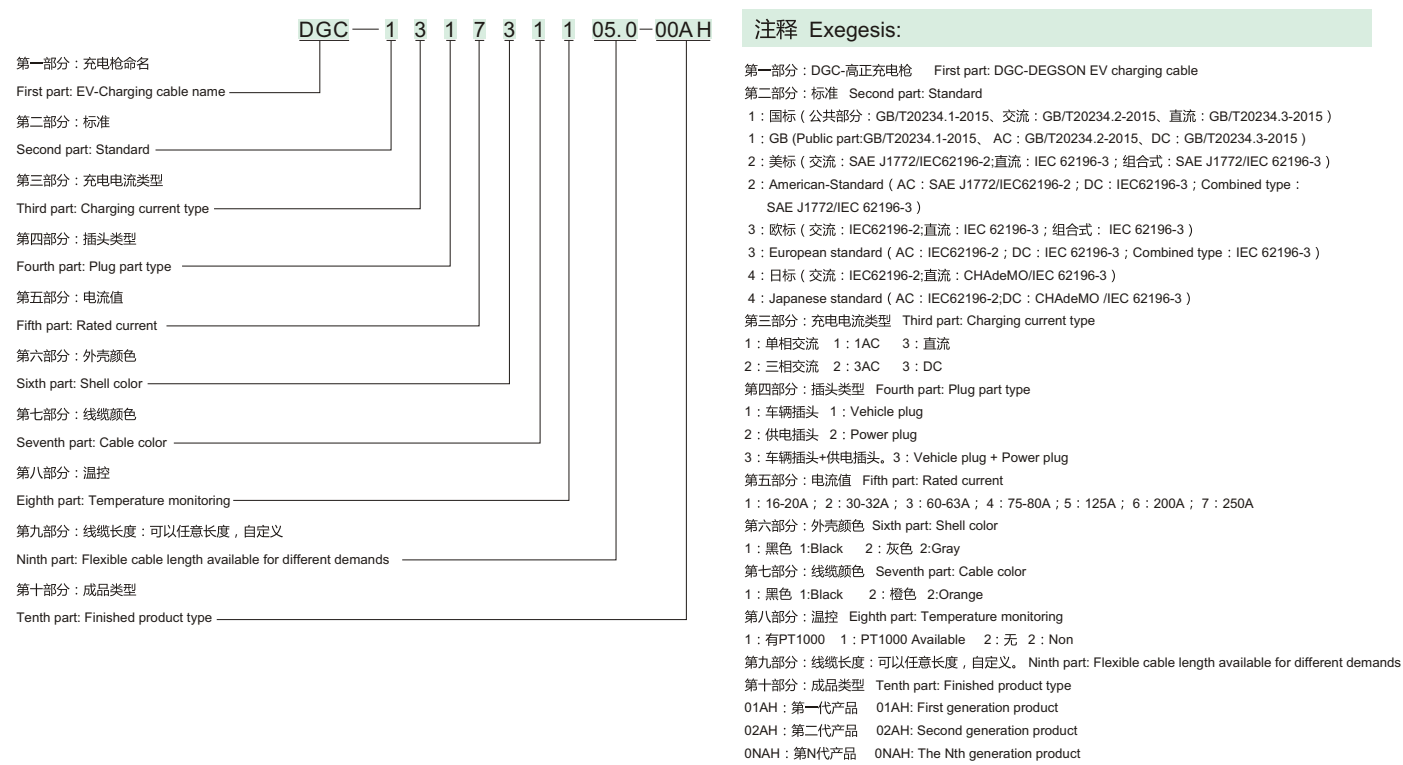 DGC—1 3 1 7 3 1 1 05.0-00AH
第一部分：充电枪命名
First part: EV-Charging cable name
第二部分：标准
Second part: Standard
第三部分：充电电流类型
Third part: Charging current type
第四部分：插头类型
Fourth part: Plug part type
第五部分：电流值
Fifth part: Rated current
第六部分：外壳颜色
Sixth part: Shell color
第七部分：线缆颜色
Seventh part: Cable color
第八部分：温控
Eighth part: Temperature monitoring
第九部分：线缆长度：可以任意长度，自定义
Ninth part: Flexible cable length available for different demands
第十部分：成品类型
Tenth part: Finished product type
注释 Exegesis:
第一部分：DGC-高正充电枪 First part: DGC-DEGSON EV charging cable
第二部分：标准 Second part: Standard
1：国标（公共部分：GB/T20234.1-2015、交流：GB/T20234.2-2015、直流：GB/T20234.3-2015）
1：GB (Public part:GB/T20234.1-2015、 AC：GB/T20234.2-2015、DC：GB/T20234.3-2015）
2：美标（交流：SAE J1772/IEC62196-2;直流：IEC 62196-3；组合式：SAE J1772/IEC 62196-3）
2：American-Standard（AC：SAE J1772/IEC62196-2；DC：IEC62196-3；Combined type：
SAE J1772/IEC 62196-3）
3：欧标（交流：IEC62196-2;直流：IEC 62196-3；组合式： IEC 62196-3）
3：European standard（AC：IEC62196-2；DC：IEC 62196-3；Combined type：IEC 62196-3）
4：日标（交流：IEC62196-2;直流：CHAdeMO/IEC 62196-3）
4：Japanese standard（AC：IEC62196-2;DC：CHAdeMO /IEC 62196-3）
第三部分：充电电流类型 Third part: Charging current type
1：单相交流 1：1AC 3：直流
2：三相交流 2：3AC 3：DC
第四部分：插头类型 Fourth part: Plug part type
1：车辆插头 1：Vehicle plug
2：供电插头 2：Power plug
3：车辆插头+供电插头。3：Vehicle plug + Power plug
第五部分：电流值 Fifth part: Rated current
1：16-20A； 2：30-32A； 3：60-63A； 4：75-80A；5：125A； 6：200A； 7：250A
第六部分：外壳颜色 Sixth part: Shell color
1：黑色 1:Black 2：灰色 2:Gray
第七部分：线缆颜色 Seventh part: Cable color
1：黑色 1:Black 2：橙色 2:Orange
第八部分：温控 Eighth part: Temperature monitoring
1：有PT1000 1：PT1000 Available 2：无 2：Non
第九部分：线缆长度：可以任意长度，自定义。 Ninth part: Flexible cable length available for different demands
第十部分：成品类型 Tenth part: Finished product type
01AH：第一代产品 01AH: First generation product
02AH：第二代产品 02AH: Second generation product
0NAH：第N代产品 0NAH: The Nth generation product